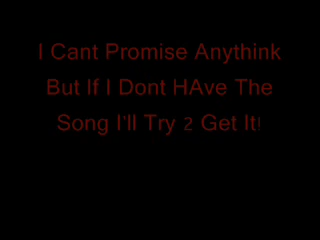 I Cant Promise Anythink
But If I Dont HAve The
Song I'll Try 2 Get It!